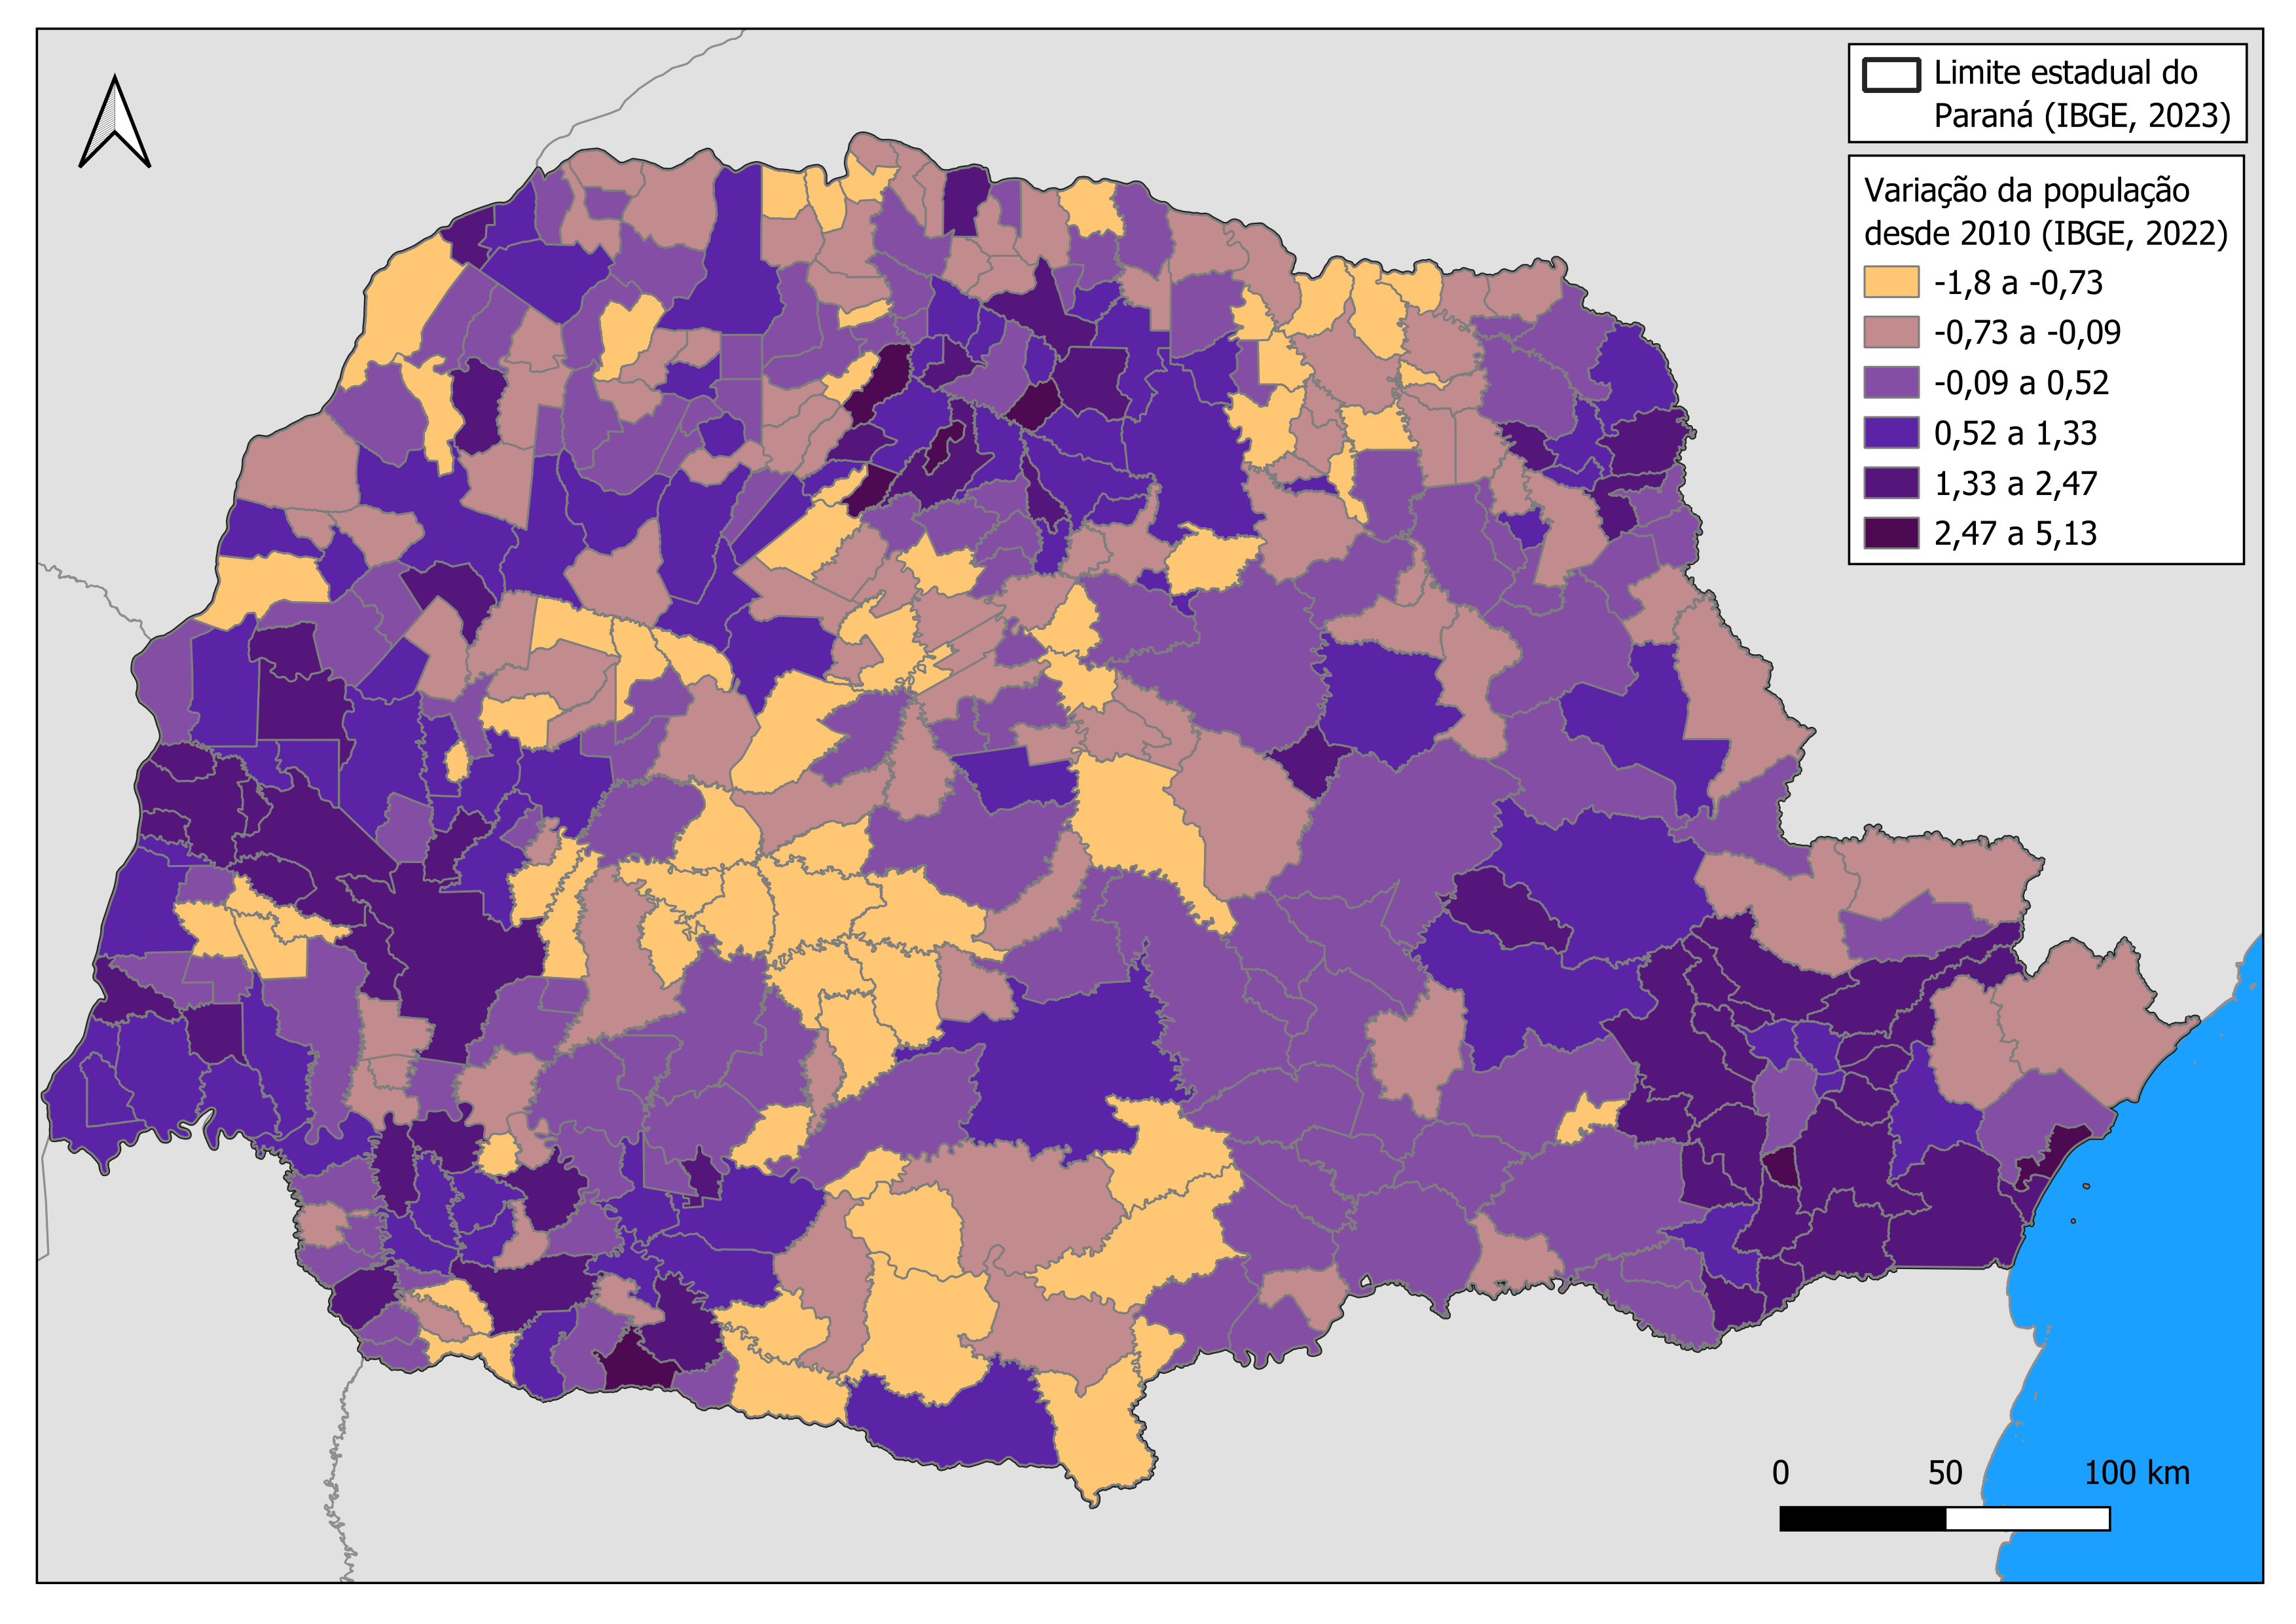 Limite estadual do
Paraná (IBGE, 2023)
Variação da população
desde 2010 (IBGE, 2022)
-1,8 a -0,73
-0,73 a -0,09
-0,09 a 0,52
0,52 a 1,33
1,33 a 2,47
2,47 a 5,13
0 50 100 km